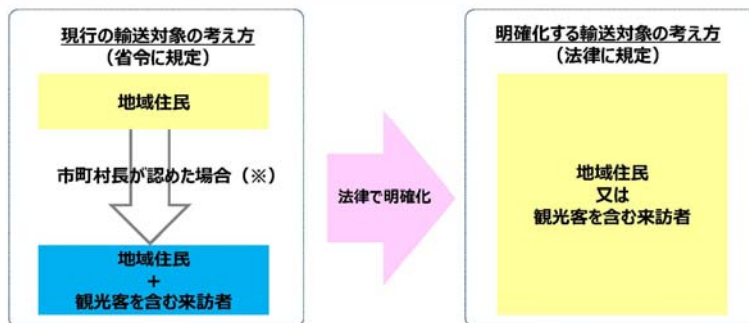 現行の輸送対象の考え方
（省令に規定）
地域住民
市町村長が認めた場合（※）
地域住民
＋
観光客を含む来訪者
法律で明確化
明確化する輸送対象の考え方
（法律に規定）
地域住民
又は
観光客を含む来訪者